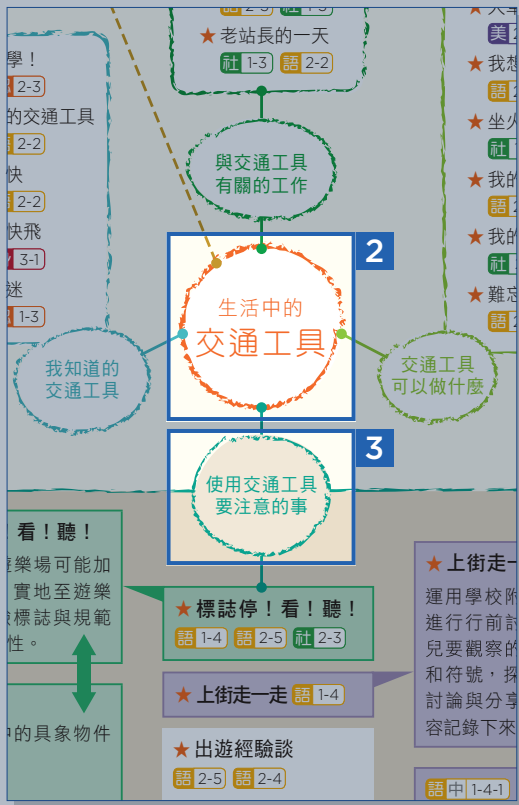 ★老站長的一天
社 1-3 語 2-2
與交通工具
有關的工作
學！
2-3
的交通工具
2-2
快
2-2
快飛
3-1
迷
1-3
我知道的
交通工具
2
生活中的
交通工具
美
★我想
語
★坐火
社
★我的
語
★我的
社
★難忘
語
交通工具
可以做什麼
3
使用交通工具
要注意的事
！看！聽！
遊樂場可能加
實地至遊樂
標誌與規範
性。
中的具象物件
★標誌停！看！聽！
語 1-4 語 2-5 社 2-3
★上街走一走 語 1-4
★出遊經驗談
語 2-5 語 2-4
★上街走一
運用學校附
進行行前討
兒要觀察的
和符號，探
討論與分享
容記錄下來
語 中 1-4-1